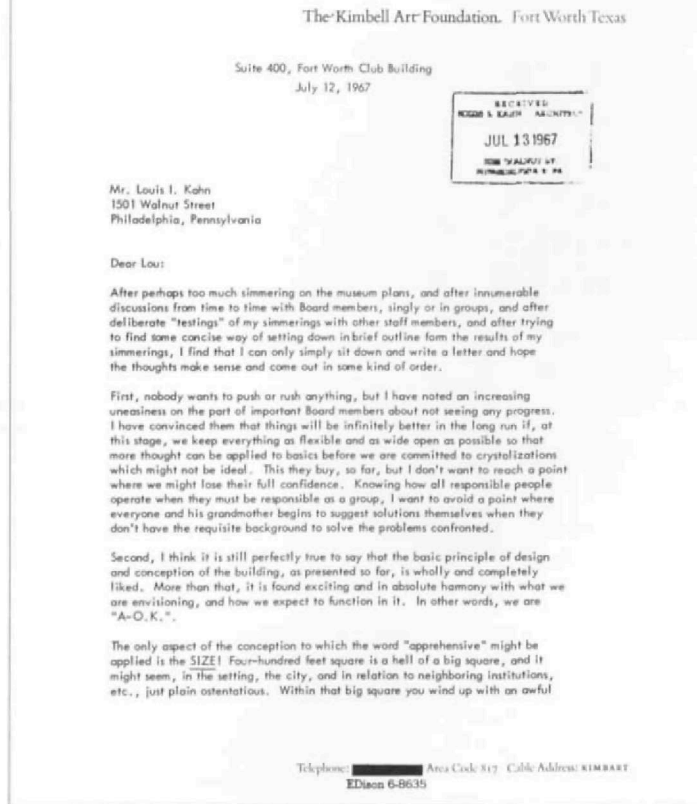 The Kimbell Art Foundation. Fort Worth Texas
Suite 400, Fort Worth Club Building
July 12, 1967
RECEIVED
JUL 13 1967
Mr. Louis I. Kahn
1501 Walnut Street
Philadelphia, Pennsylvania
Dear Lou:
After perhaps too much simmering on the museum plans, and after innumerable
discussions from time to time with Board members, singly or in groups, and after
deliberate "testings" of my simmerings with other staff members, and after trying
to find some concise way of setting down in brief outline form the results of my
simmerings, I find that I can only simply sit down and write a letter and hope
the thoughts make sense and come out in some kind of order.
First, nobody wants to push or rush anything, but I have noted an increasing
uneasiness on the part of important Board members about not seeing any progress.
I have convinced them that things will be infinitely better in the long run if, at
this stage, we keep everything as flexible and as wide open as possible so that
more thought can be applied to basics before we are committed to crystalizations
which might not be ideal. This they buy, so far, but I don't want to reach a point
where we might lose their full confidence. Knowing how all responsible people
operate when they must be responsible as a group, I want to avoid a point where
everyone and his grandmother begins to suggest solutions themselves when they
don't have the requisite background to solve the problems confronted.
Second, I think it is still perfectly true to say that the basic principle of design
and conception of the building, as presented so far, is wholly and completely
liked. More than that, it is found exciting and in absolute harmony with what we
are envisioning, and how we expect to function in it. In other words, we are
"A-O.K.".
The only aspect of the conception to which the word "apprehensive" might be
applied is the SIZE! Four-hundred feet square is a hell of a big square, and it
might seem, in the setting, the city, and in relation to neighboring institutions,
etc., just plain ostentatious. Within that big square you wind up with an awful
Telephone: Area Code 817 Cable Address: KIMBART
EDison 6-8635